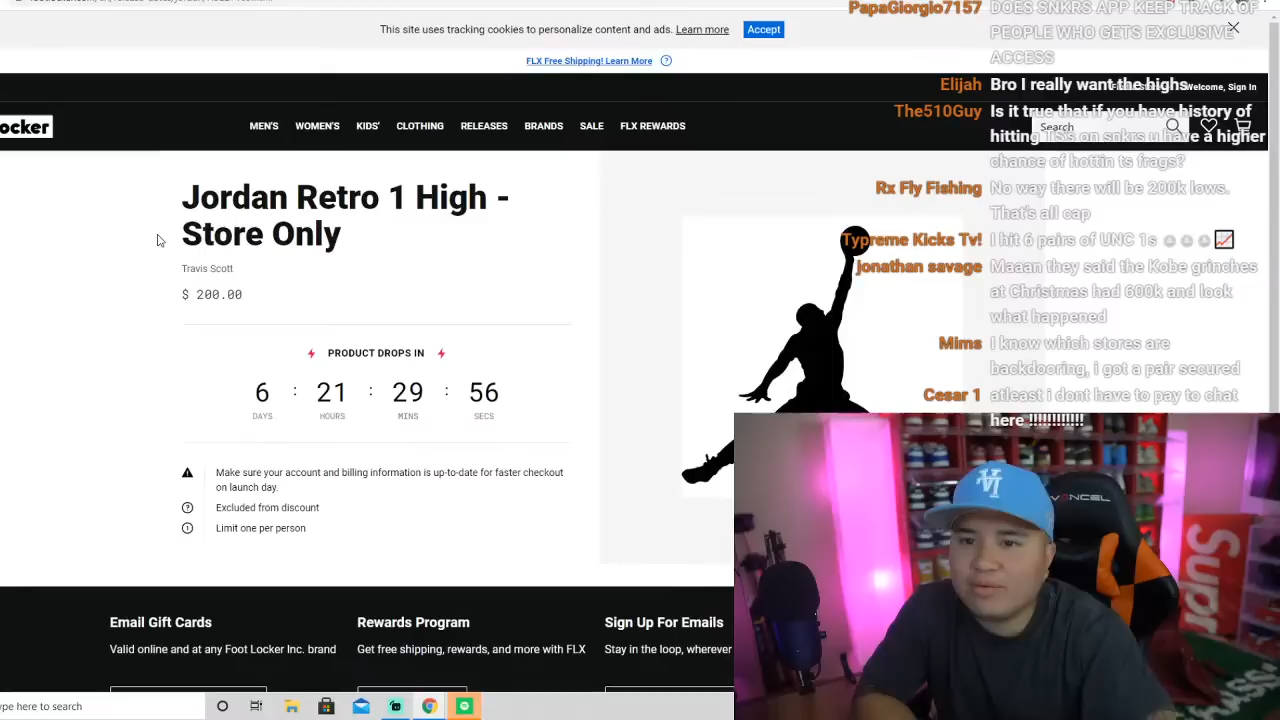 This site uses tracking cookies to personalize content and ads. Learn more Accept
FLX Free Shipping! Learn More ?
Welcome, Sign In
ocker
MEN'S WOMEN'S KIDS' CLOTHING RELEASES BRANDS SALE FLX REWARDS
Search
Jordan Retro 1 High -
Store Only
Travis Scott
$ 200.00
PRODUCT DROPS IN
6 : 21 : 29 : 56
DAYS HOURS MINS SECS
Make sure your account and billing information is up-to-date for faster checkout
on launch day.
Excluded from discount
Limit one per person
Email Gift Cards
Valid online and at any Foot Locker Inc. brand
Rewards Program
Get free shipping, rewards, and more with FLX
Sign Up For Emails
Stay in the loop, wherever
PapaGiorgio7157 DOES SNKRS APP KEEP TRACK OF
PEOPLE WHO GETS EXCLUSIVE
ACCESS
Elijah Bro I really want the highs
The510Guy Is it true that if you have history of
hitting TS's on snkrs u have a higher
chance of hottin ts frags?
Rx Fly Fishing No way there will be 200k lows.
That's all cap
Typreme Kicks Tv! I hit 6 pairs of UNC 1s
jonathan savage Maaan they said the Kobe grinches
at Christmas had 600k and look
what happened
Mims I know which stores are
backdooring, i got a pair secured
Cesar 1 atleast i dont have to pay to chat
here !!!!!!!!!!!!
VANCEL
Supr
ype here to search